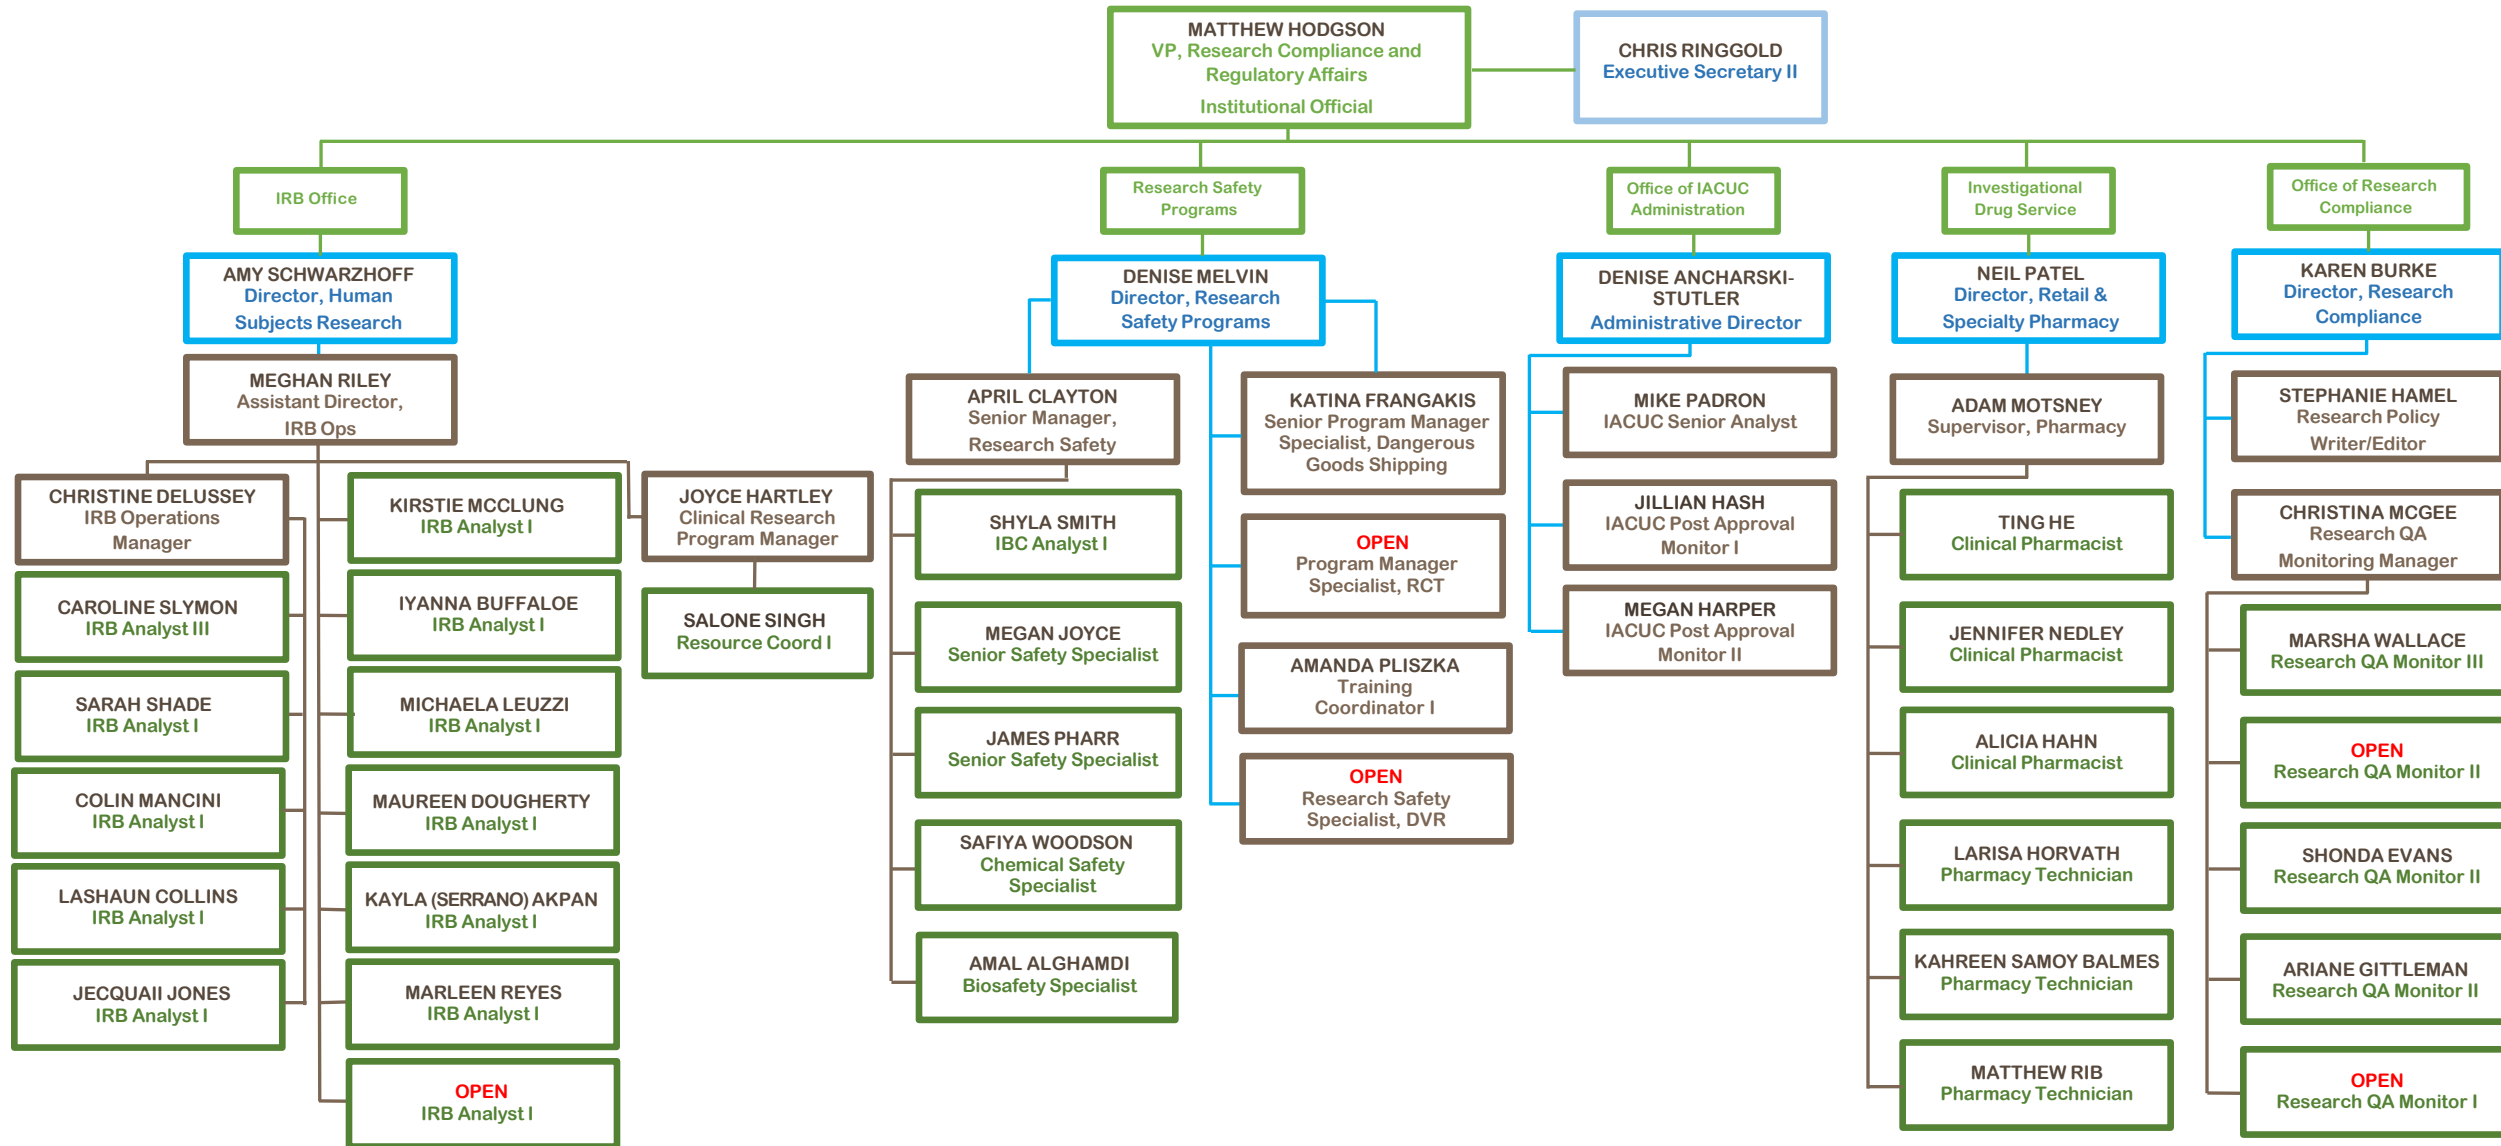 MATTHEW HODGSON
VP, Research Compliance and
Regulatory Affairs
Institutional Official
CHRIS RINGGOLD
Executive Secretary II
IRB Office
Research Safety
Programs
Office of IACUC
Administration
Investigational
Drug Service
Office of Research
Compliance
AMY SCHWARZHOFF
Director, Human
Subjects Research
DENISE MELVIN
Director, Research
Safety Programs
DENISE ANCHARSKI-
STUTLER
Administrative Director
NEIL PATEL
Director, Retail &
Specialty Pharmacy
KAREN BURKE
Director, Research
Compliance
MEGHAN RILEY
Assistant Director,
IRB Ops
CHRISTINE DELUSSEY
IRB Operations
Manager
CAROLINE SLYMON
IRB Analyst III
SARAH SHADE
IRB Analyst I
COLIN MANCINI
IRB Analyst I
LASHAUN COLLINS
IRB Analyst I
JECQUAII JONES
IRB Analyst I
KIRSTIE MCCLUNG
IRB Analyst I
IYANNA BUFFALOE
IRB Analyst I
MICHAELA LEUZZI
IRB Analyst I
MAUREEN DOUGHERTY
IRB Analyst I
KAYLA (SERRANO) AKPAN
IRB Analyst I
MARLEEN REYES
IRB Analyst I
OPEN
IRB Analyst I
JOYCE HARTLEY
Clinical Research
Program Manager
SALONE SINGH
Resource Coord I
APRIL CLAYTON
Senior Manager,
Research Safety
SHYLA SMITH
IBC Analyst I
MEGAN JOYCE
Senior Safety Specialist
JAMES PHARR
Senior Safety Specialist
SAFIYA WOODSON
Chemical Safety
Specialist
AMAL ALGHAMDI
Biosafety Specialist
KATINA FRANGAKIS
Senior Program Manager
Specialist, Dangerous
Goods Shipping
OPEN
Program Manager
Specialist, RCT
AMANDA PLISZKA
Training
Coordinator I
OPEN
Research Safety
Specialist, DVR
MIKE PADRON
IACUC Senior Analyst
JILLIAN HASH
IACUC Post Approval
Monitor I
MEGAN HARPER
IACUC Post Approval
Monitor II
ADAM MOTSNEY
Supervisor, Pharmacy
TING HE
Clinical Pharmacist
JENNIFER NEDLEY
Clinical Pharmacist
ALICIA HAHN
Clinical Pharmacist
LARISA HORVATH
Pharmacy Technician
KAHREEN SAMOY BALMES
Pharmacy Technician
MATTHEW RIB
Pharmacy Technician
STEPHANIE HAMEL
Research Policy
Writer/Editor
CHRISTINA MCGEE
Research QA
Monitoring Manager
MARSHA WALLACE
Research QA Monitor III
OPEN
Research QA Monitor II
SHONDA EVANS
Research QA Monitor II
ARIANE GITTLEMAN
Research QA Monitor II
OPEN
Research QA Monitor I